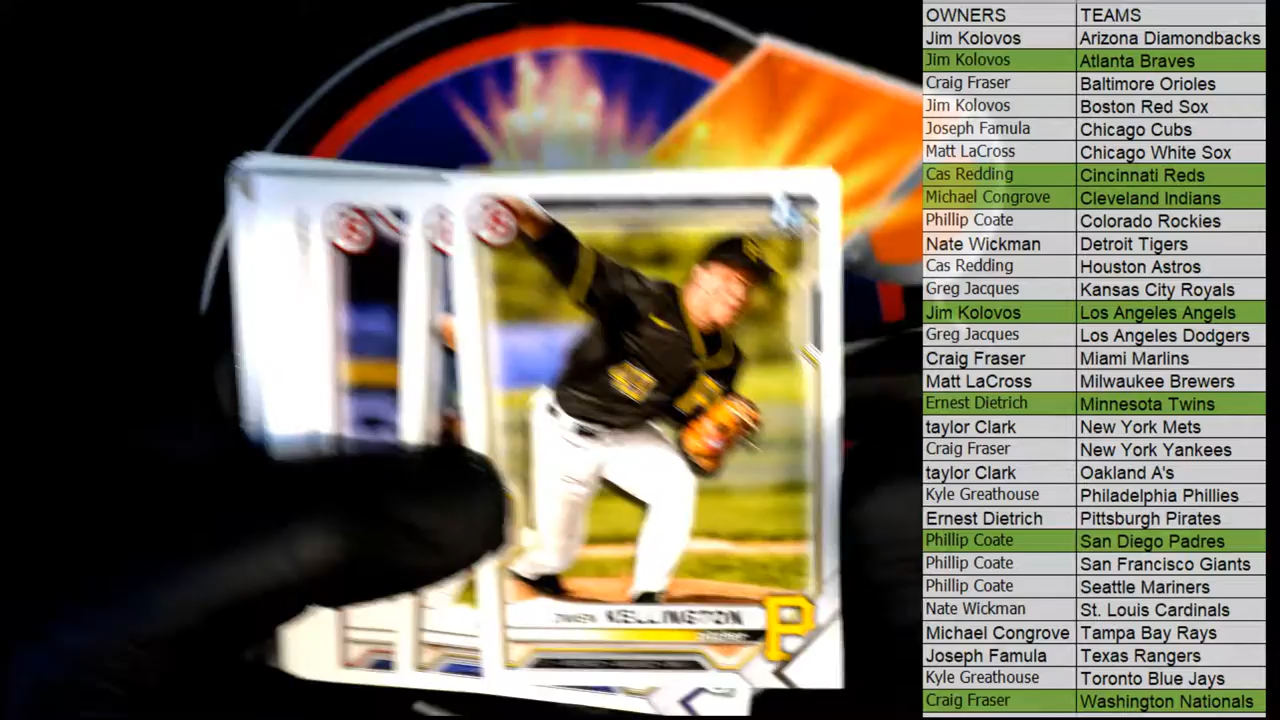 OWNERS TEAMS
Jim Kolovos Arizona Diamondbacks
Jim Kolovos Atlanta Braves
Craig Fraser Baltimore Orioles
Jim Kolovos Boston Red Sox
Joseph Famula Chicago Cubs
Matt LaCross Chicago White Sox
Cas Redding Cincinnati Reds
Michael Congrove Cleveland Indians
Phillip Coate Colorado Rockies
Nate Wickman Detroit Tigers
Cas Redding Houston Astros
Greg Jacques Kansas City Royals
Jim Kolovos Los Angeles Angels
Greg Jacques Los Angeles Dodgers
Craig Fraser Miami Marlins
Matt LaCross Milwaukee Brewers
Ernest Dietrich Minnesota Twins
taylor Clark New York Mets
Craig Fraser New York Yankees
taylor Clark Oakland A's
Kyle Greathouse Philadelphia Phillies
Ernest Dietrich Pittsburgh Pirates
Phillip Coate San Diego Padres
Phillip Coate San Francisco Giants
Phillip Coate Seattle Mariners
Nate Wickman St. Louis Cardinals
Michael Congrove Tampa Bay Rays
Joseph Famula Texas Rangers
Kyle Greathouse Toronto Blue Jays
Craig Fraser Washington Nationals
OWEN KELLINGTON
P